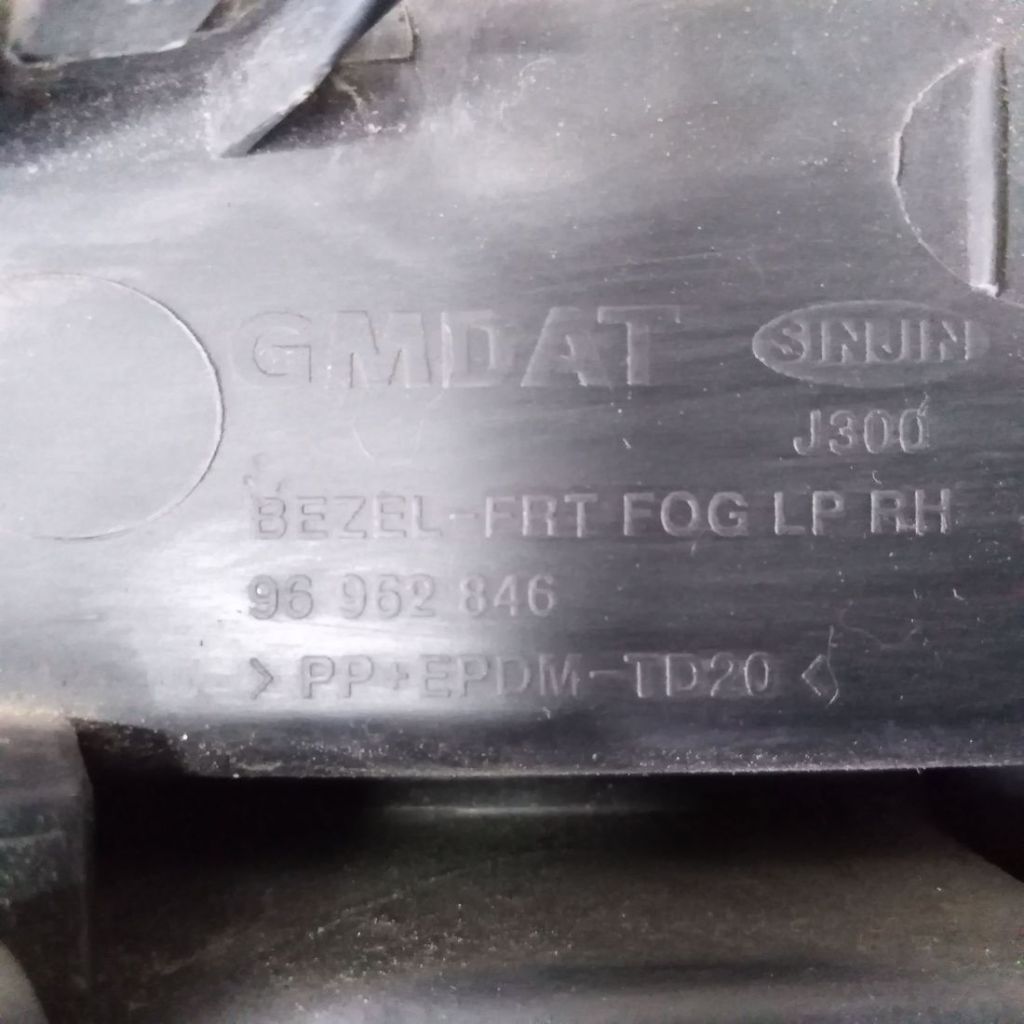 GMDAT SINJIN
J300
BEZEL-FRT FOG LP RH
96 962 846
> PP+EPDM-TD20 <